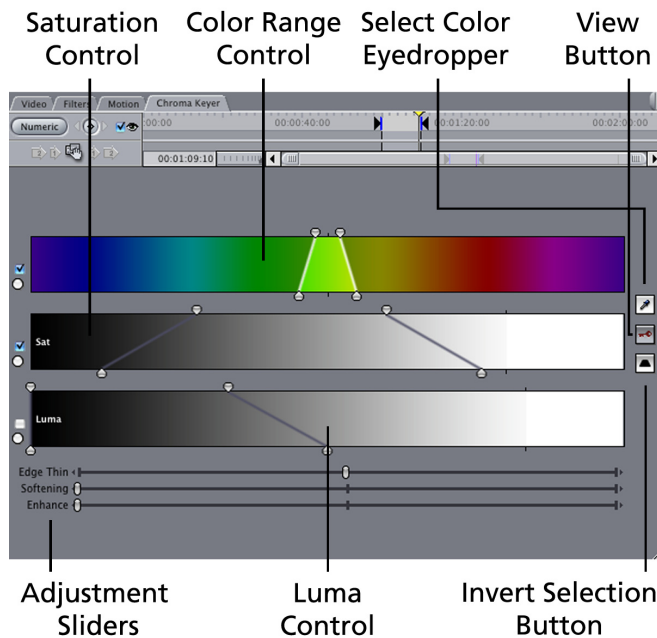 Saturation Control
Color Range Control
Select Color Eyedropper
View Button
Video Filters Motion Chroma Keyer
Numeric :00:00 00:00:40:00 00:01:20:00 00:02:00:00
00:01:09:10
Sat
Luma
Edge Thin
Softening
Enhance
Adjustment Sliders
Luma Control
Invert Selection Button